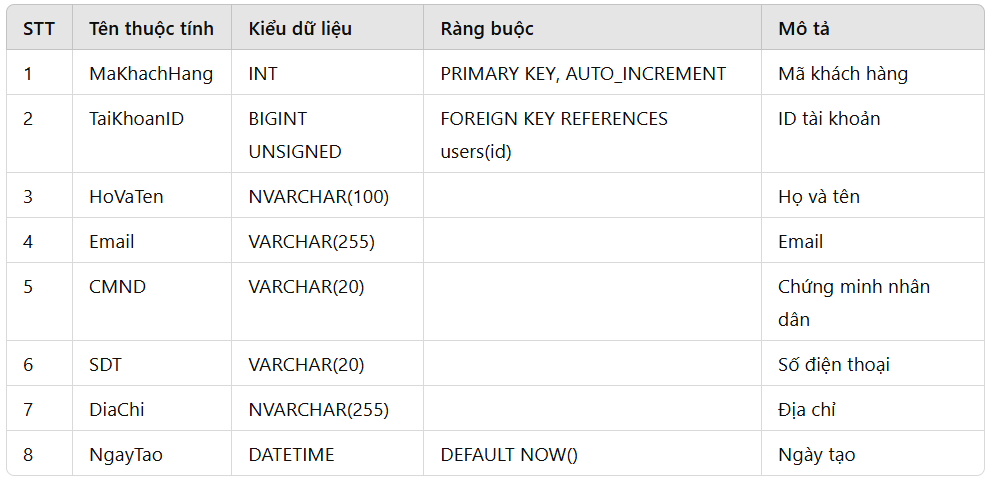 STT Tên thuộc tính Kiểu dữ liệu Ràng buộc Mô tả
1 MaKhachHang INT PRIMARY KEY, AUTO_INCREMENT Mã khách hàng
2 TaiKhoanID BIGINT FOREIGN KEY REFERENCES ID tài khoản
UNSIGNED users(id)
3 HoVaTen NVARCHAR(100) Họ và tên
4 Email VARCHAR(255) Email
5 CMND VARCHAR(20) Chứng minh nhân
dân
6 SDT VARCHAR(20) Số điện thoại
7 DiaChi NVARCHAR(255) Địa chỉ
8 NgayTao DATETIME DEFAULT NOW() Ngày tạo